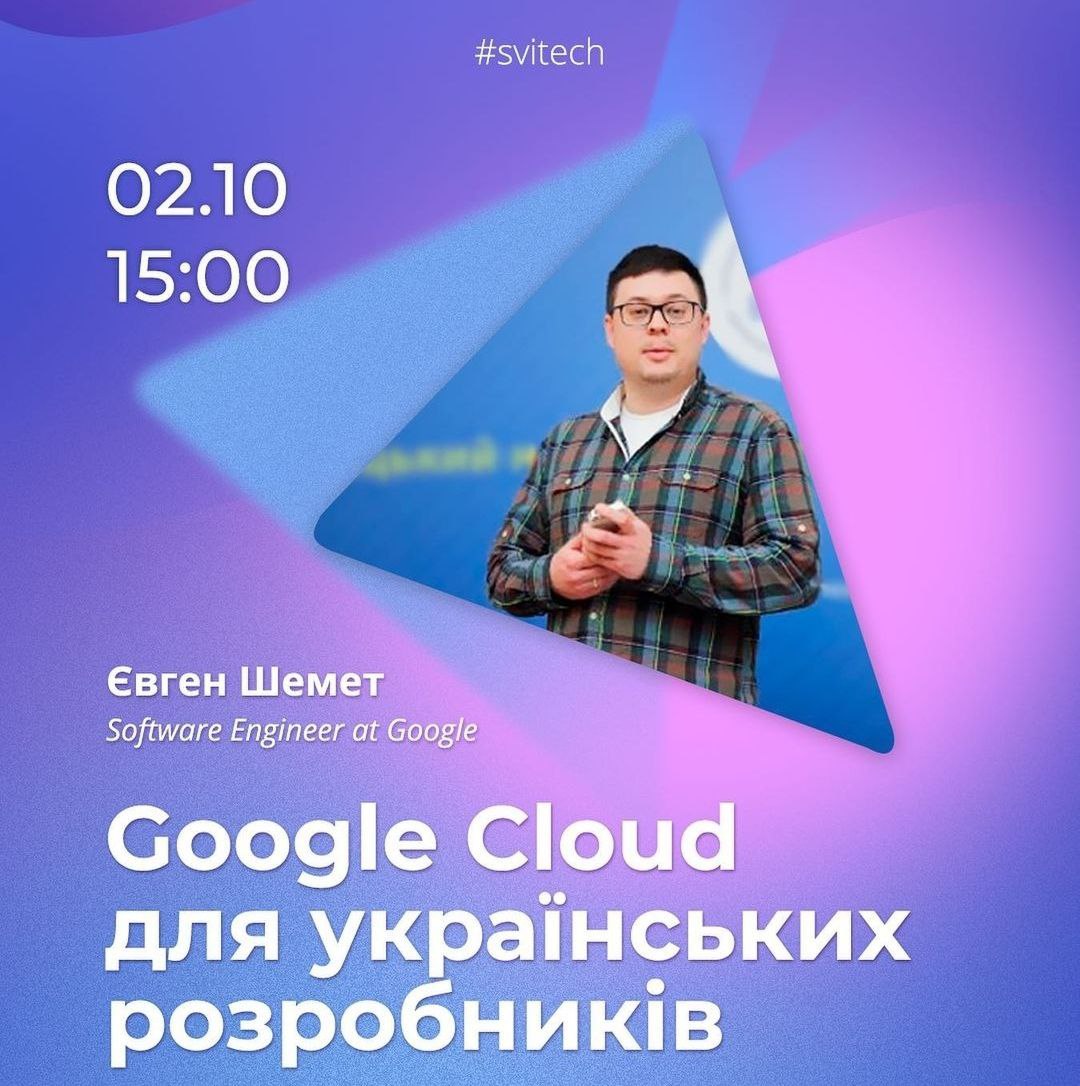 #svitech
02.10
15:00
Євген Шемет
Software Engineer at Google
Google Cloud
для українських
розробників